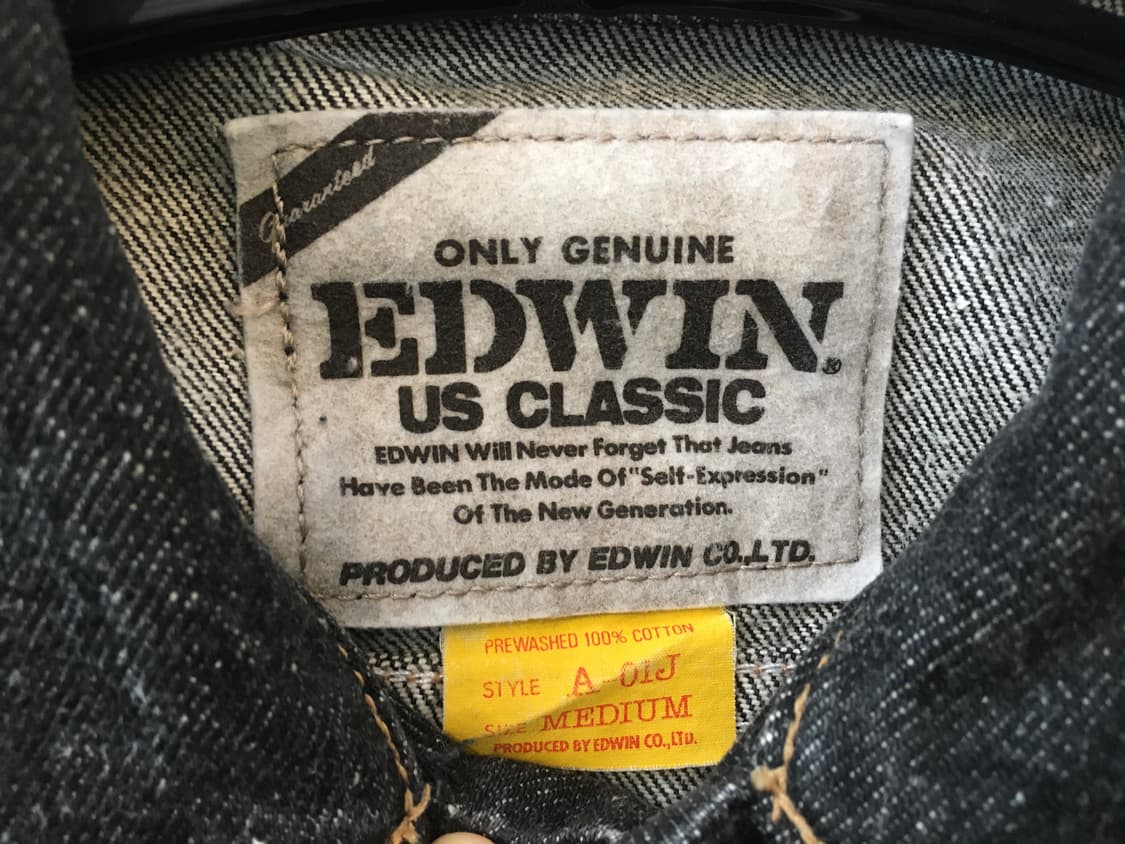 Guaranteed
ONLY GENUINE
EDWIN®
US CLASSIC
EDWIN Will Never Forget That Jeans
Have Been The Mode Of "Self-Expression"
Of The New Generation.
PRODUCED BY EDWIN CO.,LTD.
PREWASHED 100% COTTON
STYLE A-01J
SIZE MEDIUM
PRODUCED BY EDWIN CO.,LTD.